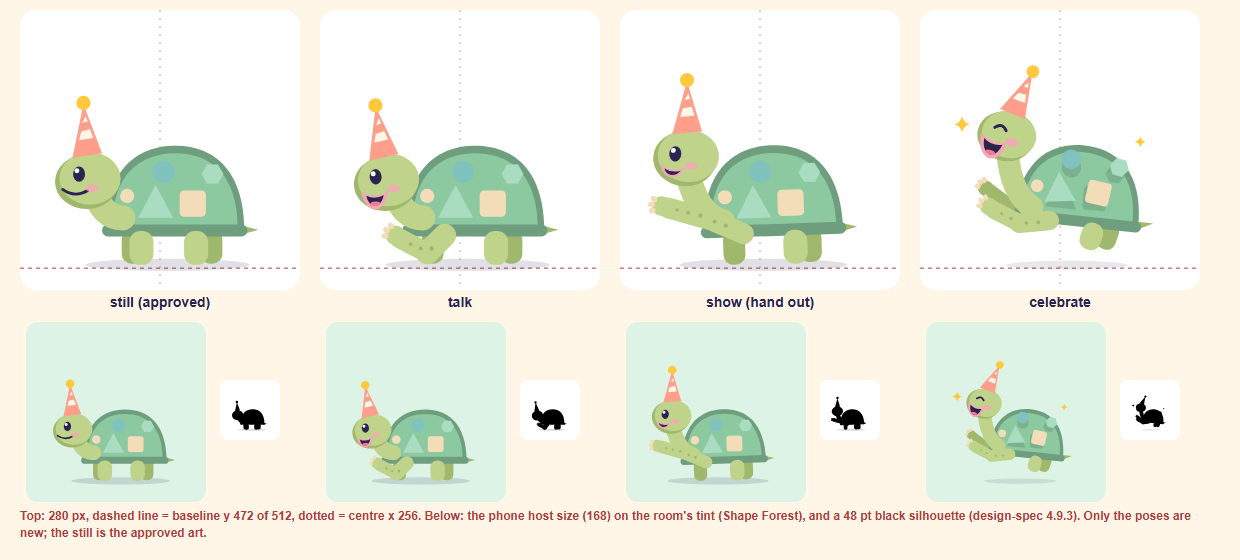 still (approved)
talk
show (hand out)
celebrate
Top: 280 px, dashed line = baseline y 472 of 512, dotted = centre x 256. Below: the phone host size (168) on the room's tint (Shape Forest), and a 48 pt black silhouette (design-spec 4.9.3). Only the poses are
new; the still is the approved art.